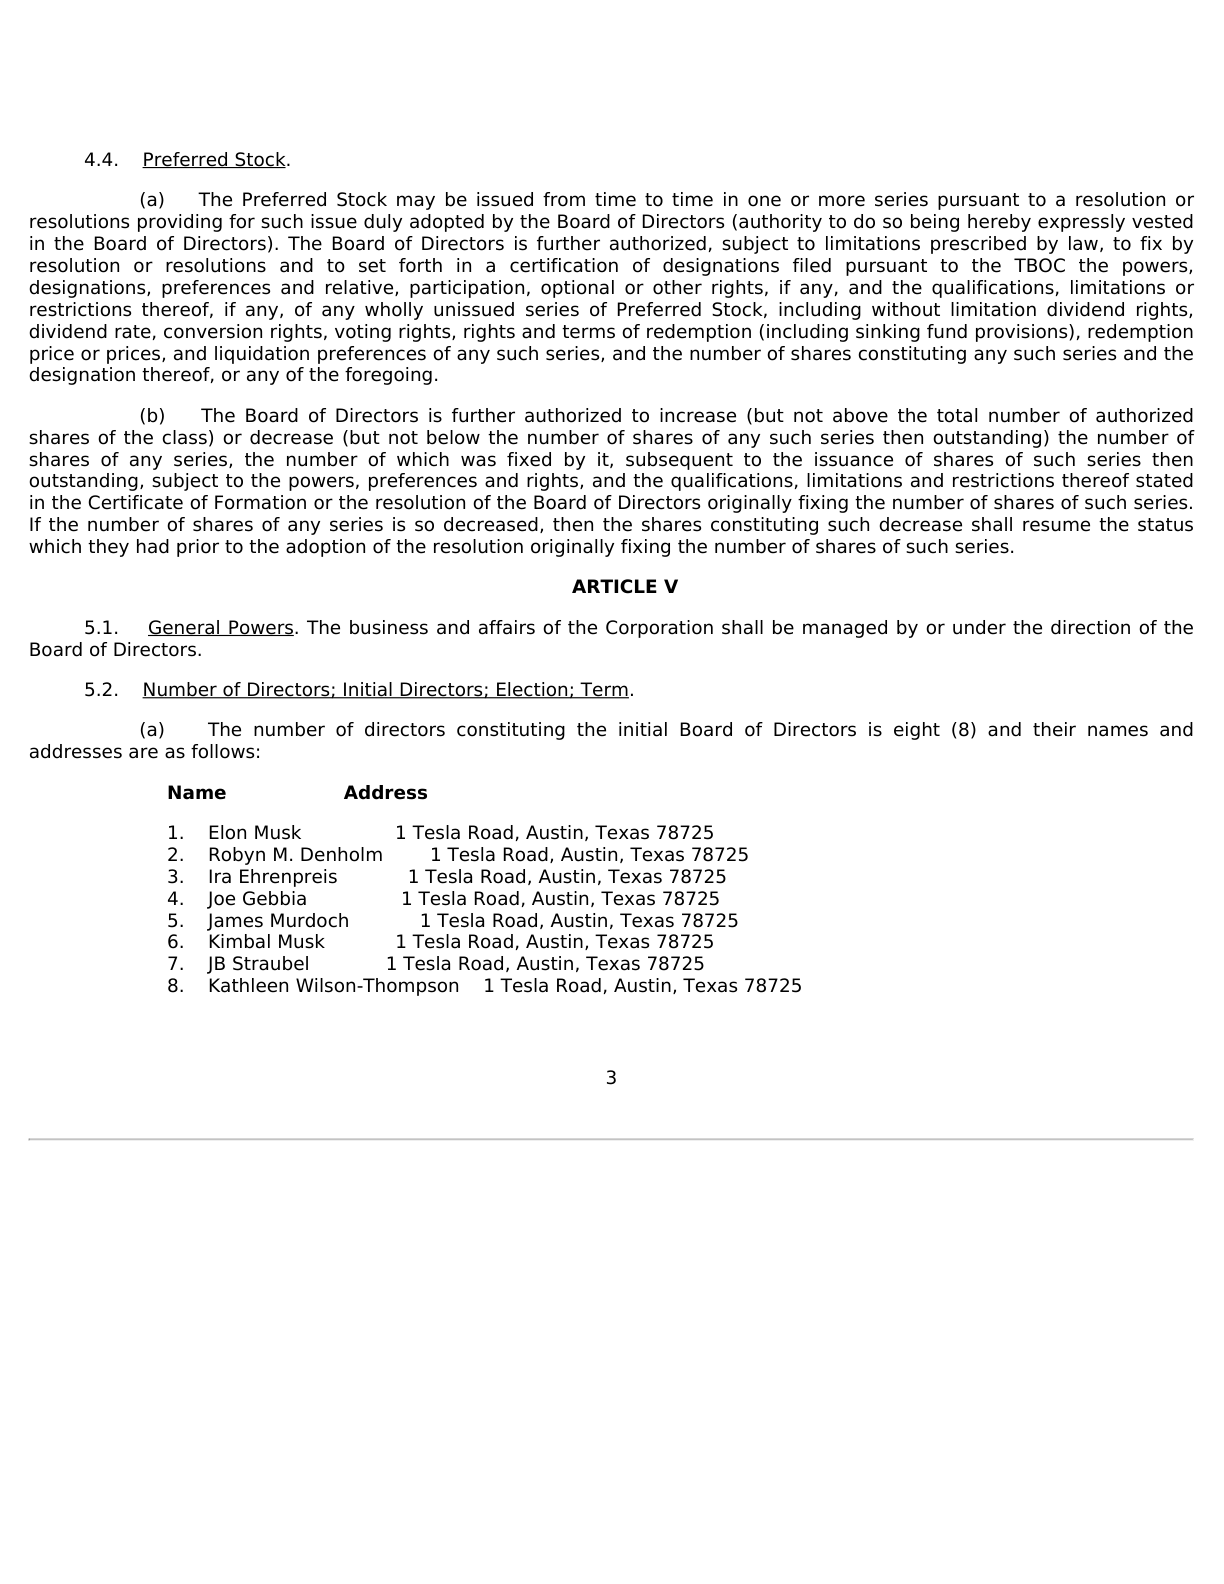 4.4. Preferred Stock.
(a) The Preferred Stock may be issued from time to time in one or more series pursuant to a resolution or
resolutions providing for such issue duly adopted by the Board of Directors (authority to do so being hereby expressly vested
in the Board of Directors). The Board of Directors is further authorized, subject to limitations prescribed by law, to fix by
resolution or resolutions and to set forth in a certification of designations filed pursuant to the TBOC the powers,
designations, preferences and relative, participation, optional or other rights, if any, and the qualifications, limitations or
restrictions thereof, if any, of any wholly unissued series of Preferred Stock, including without limitation dividend rights,
dividend rate, conversion rights, voting rights, rights and terms of redemption (including sinking fund provisions), redemption
price or prices, and liquidation preferences of any such series, and the number of shares constituting any such series and the
designation thereof, or any of the foregoing.
(b) The Board of Directors is further authorized to increase (but not above the total number of authorized
shares of the class) or decrease (but not below the number of shares of any such series then outstanding) the number of
shares of any series, the number of which was fixed by it, subsequent to the issuance of shares of such series then
outstanding, subject to the powers, preferences and rights, and the qualifications, limitations and restrictions thereof stated
in the Certificate of Formation or the resolution of the Board of Directors originally fixing the number of shares of such series.
If the number of shares of any series is so decreased, then the shares constituting such decrease shall resume the status
which they had prior to the adoption of the resolution originally fixing the number of shares of such series.
ARTICLE V
5.1. General Powers. The business and affairs of the Corporation shall be managed by or under the direction of the
Board of Directors.
5.2. Number of Directors; Initial Directors; Election; Term.
(a) The number of directors constituting the initial Board of Directors is eight (8) and their names and
addresses are as follows:
Name Address
1. Elon Musk 1 Tesla Road, Austin, Texas 78725
2. Robyn M. Denholm 1 Tesla Road, Austin, Texas 78725
3. Ira Ehrenpreis 1 Tesla Road, Austin, Texas 78725
4. Joe Gebbia 1 Tesla Road, Austin, Texas 78725
5. James Murdoch 1 Tesla Road, Austin, Texas 78725
6. Kimbal Musk 1 Tesla Road, Austin, Texas 78725
7. JB Straubel 1 Tesla Road, Austin, Texas 78725
8. Kathleen Wilson-Thompson 1 Tesla Road, Austin, Texas 78725
3